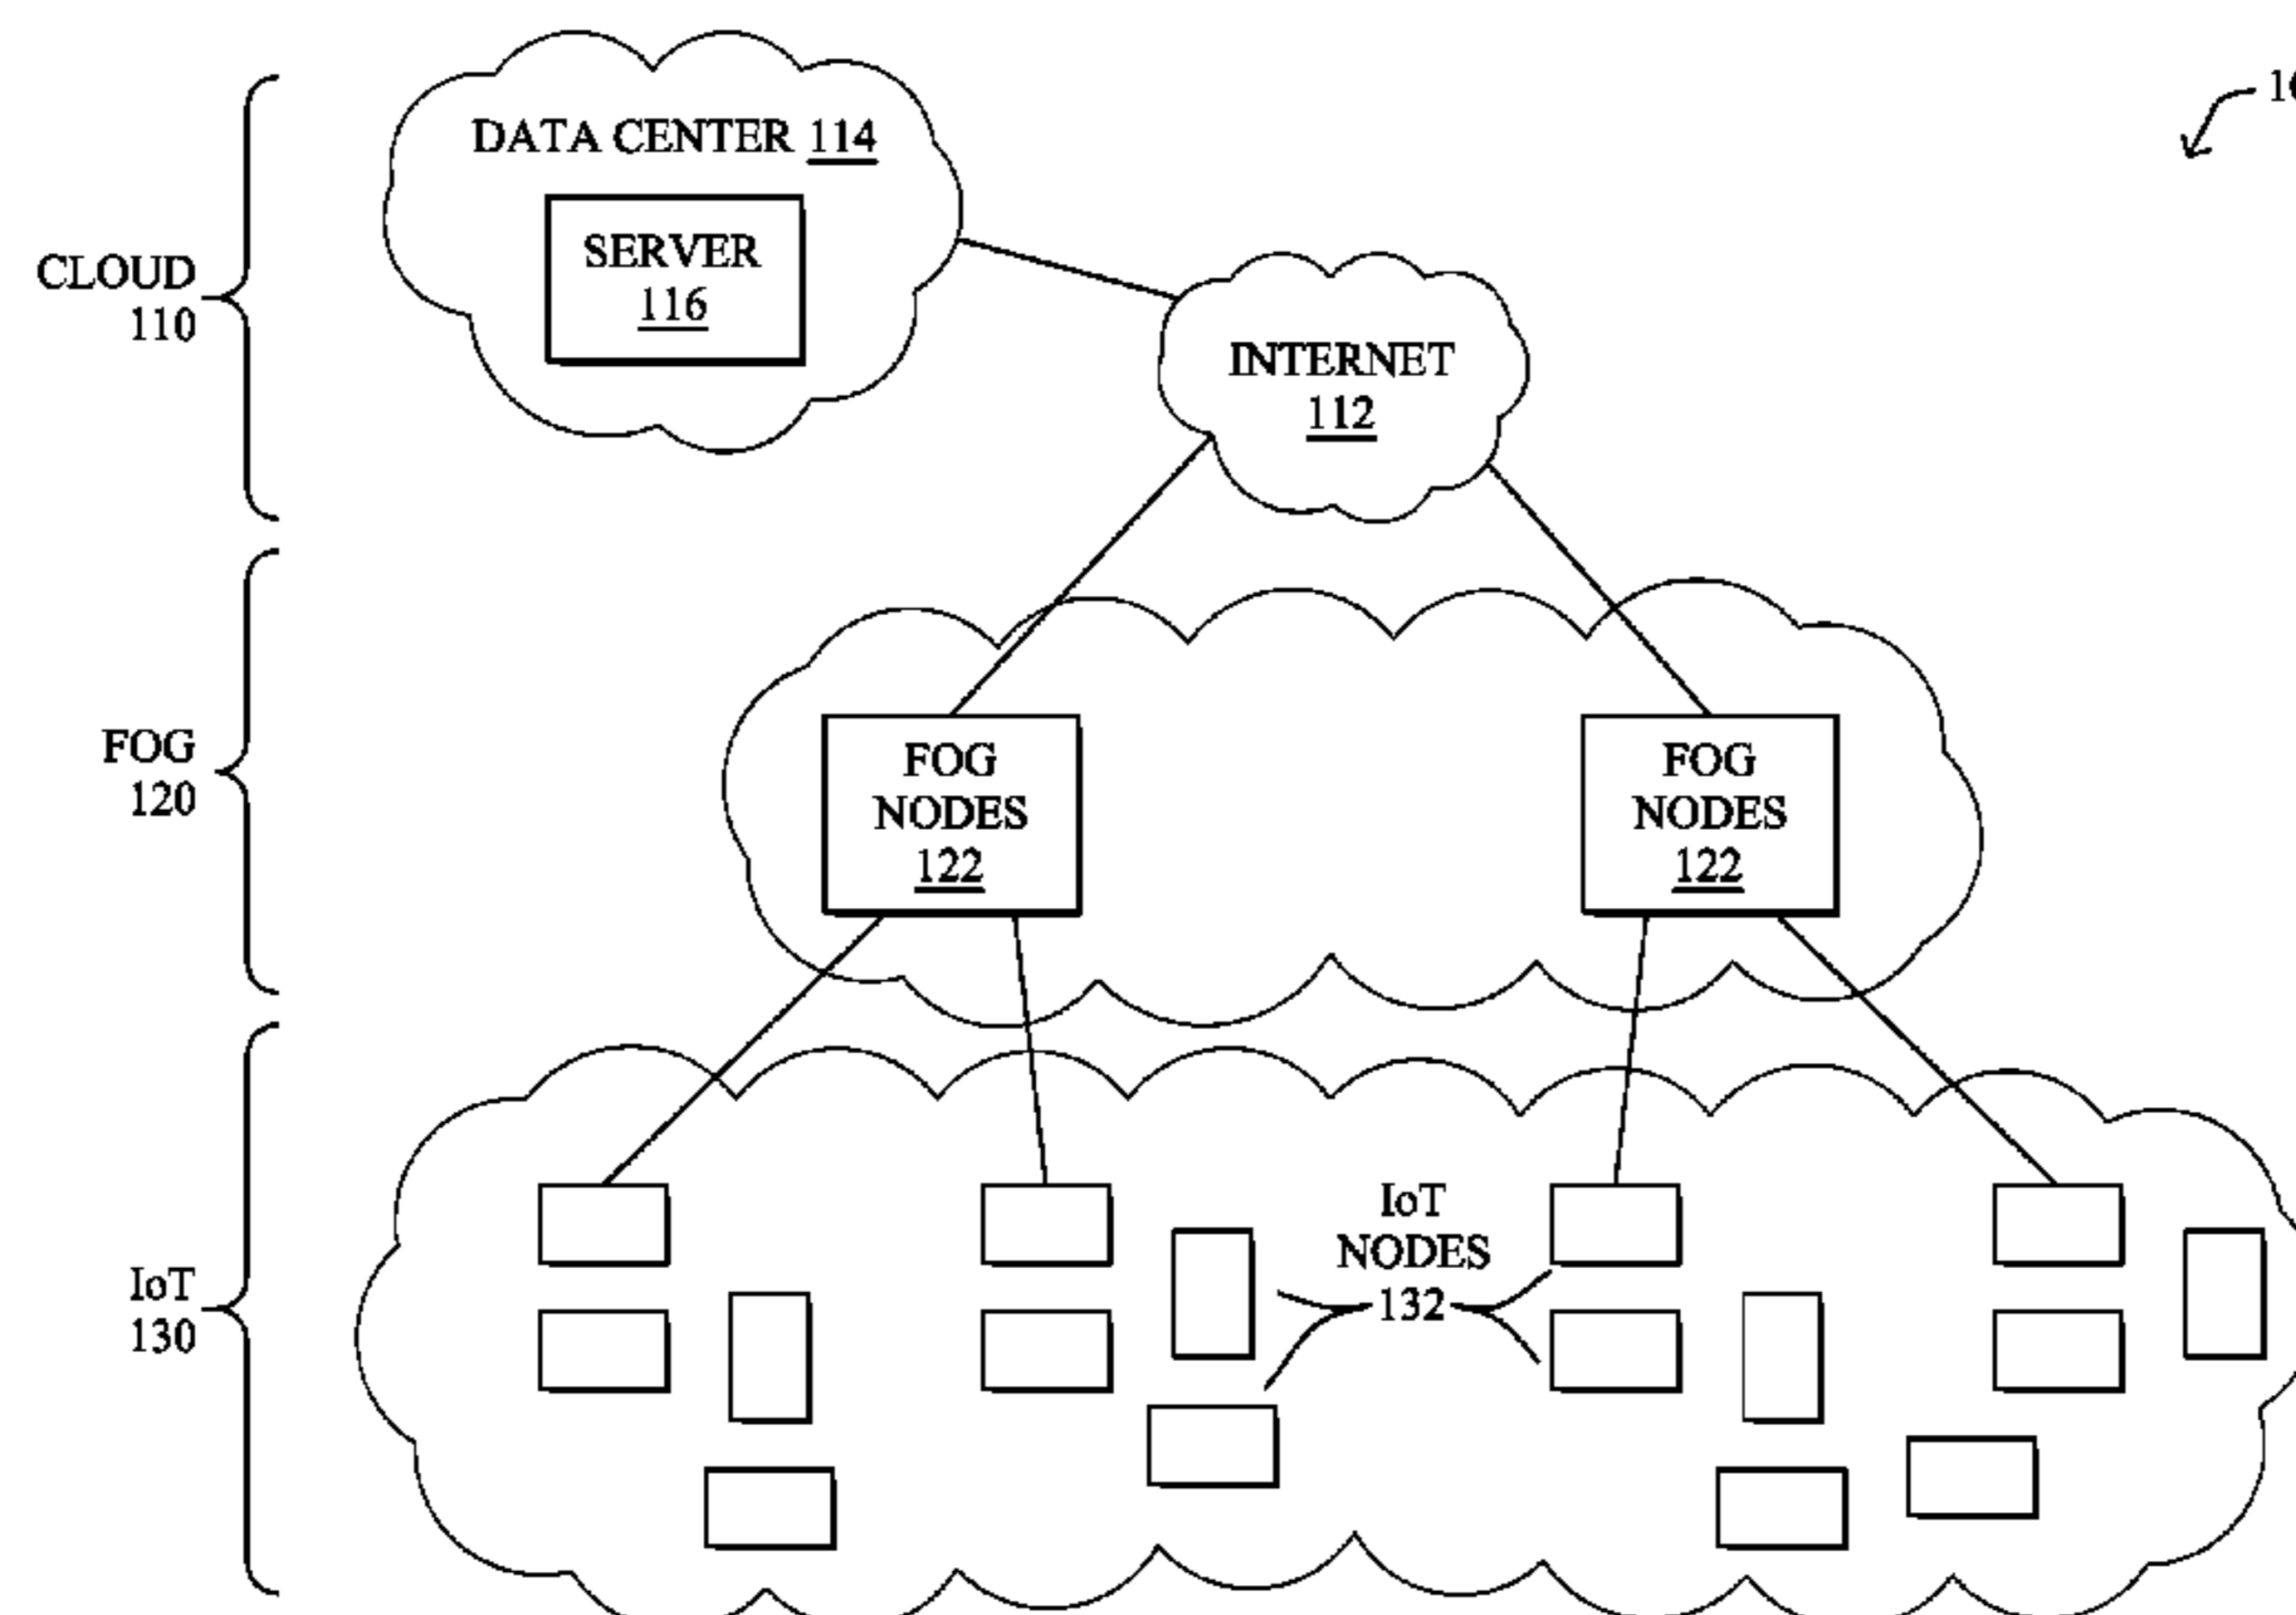 DATA CENTER 114
SERVER
116
CLOUD
110
INTERNET
112
FOG
120
FOG
NODES
122
FOG
NODES
122
IoT
130
IoT
NODES
132